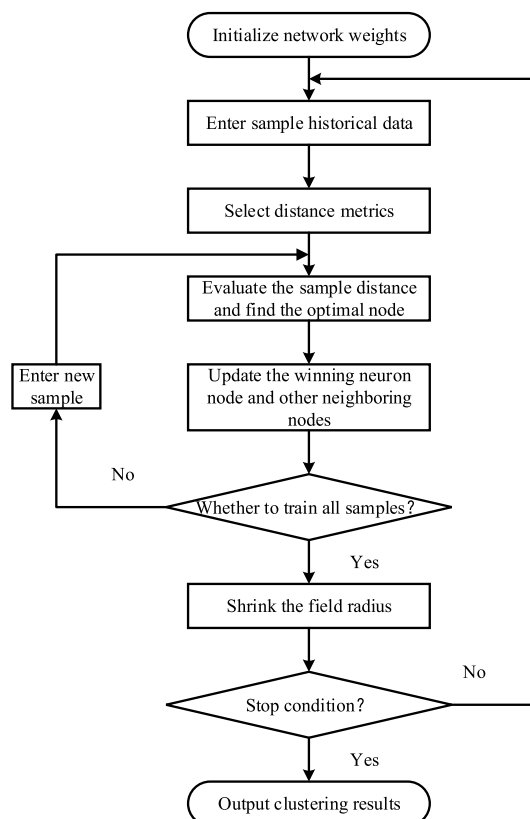 Initialize network weights
Enter sample historical data
Select distance metrics
Evaluate the sample distance
and find the optimal node
Enter new
sample
Update the winning neuron
node and other neighboring
nodes
No
Whether to train all samples?
Yes
Shrink the field radius
No
Stop condition?
Yes
Output clustering results